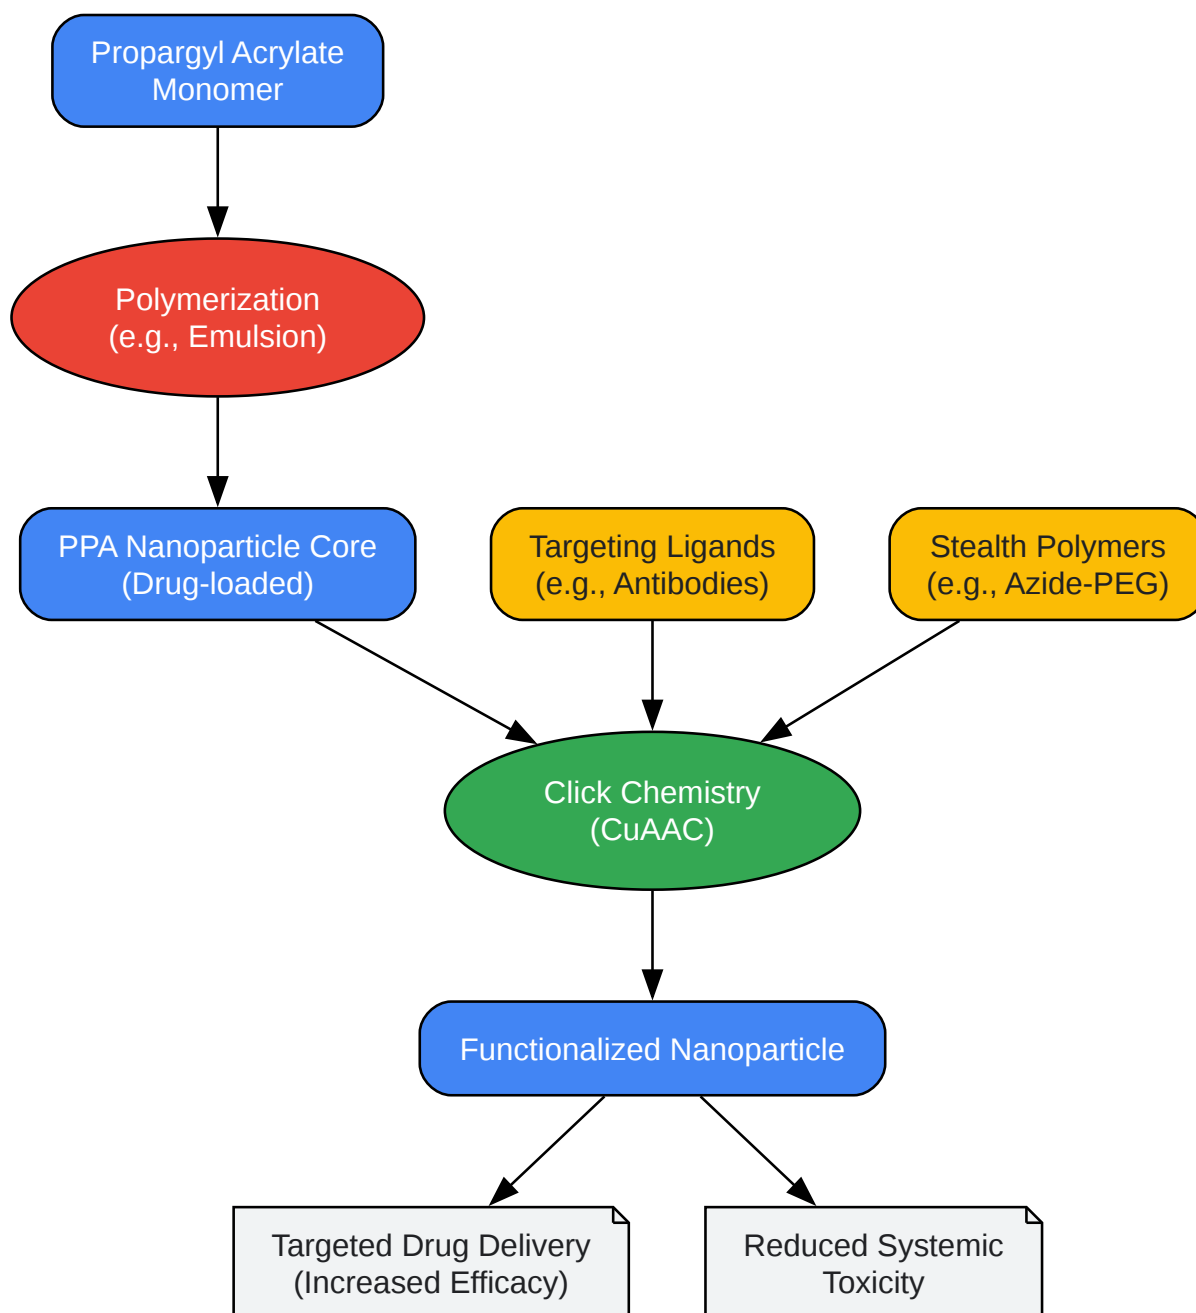 Propargyl Acrylate
Monomer
Polymerization
(e.g., Emulsion)
PPA Nanoparticle Core
(Drug-loaded)
Targeting Ligands
(e.g., Antibodies)
Stealth Polymers
(e.g., Azide-PEG)
Click Chemistry
(CuAAC)
Functionalized Nanoparticle
Targeted Drug Delivery
(Increased Efficacy)
Reduced Systemic
Toxicity